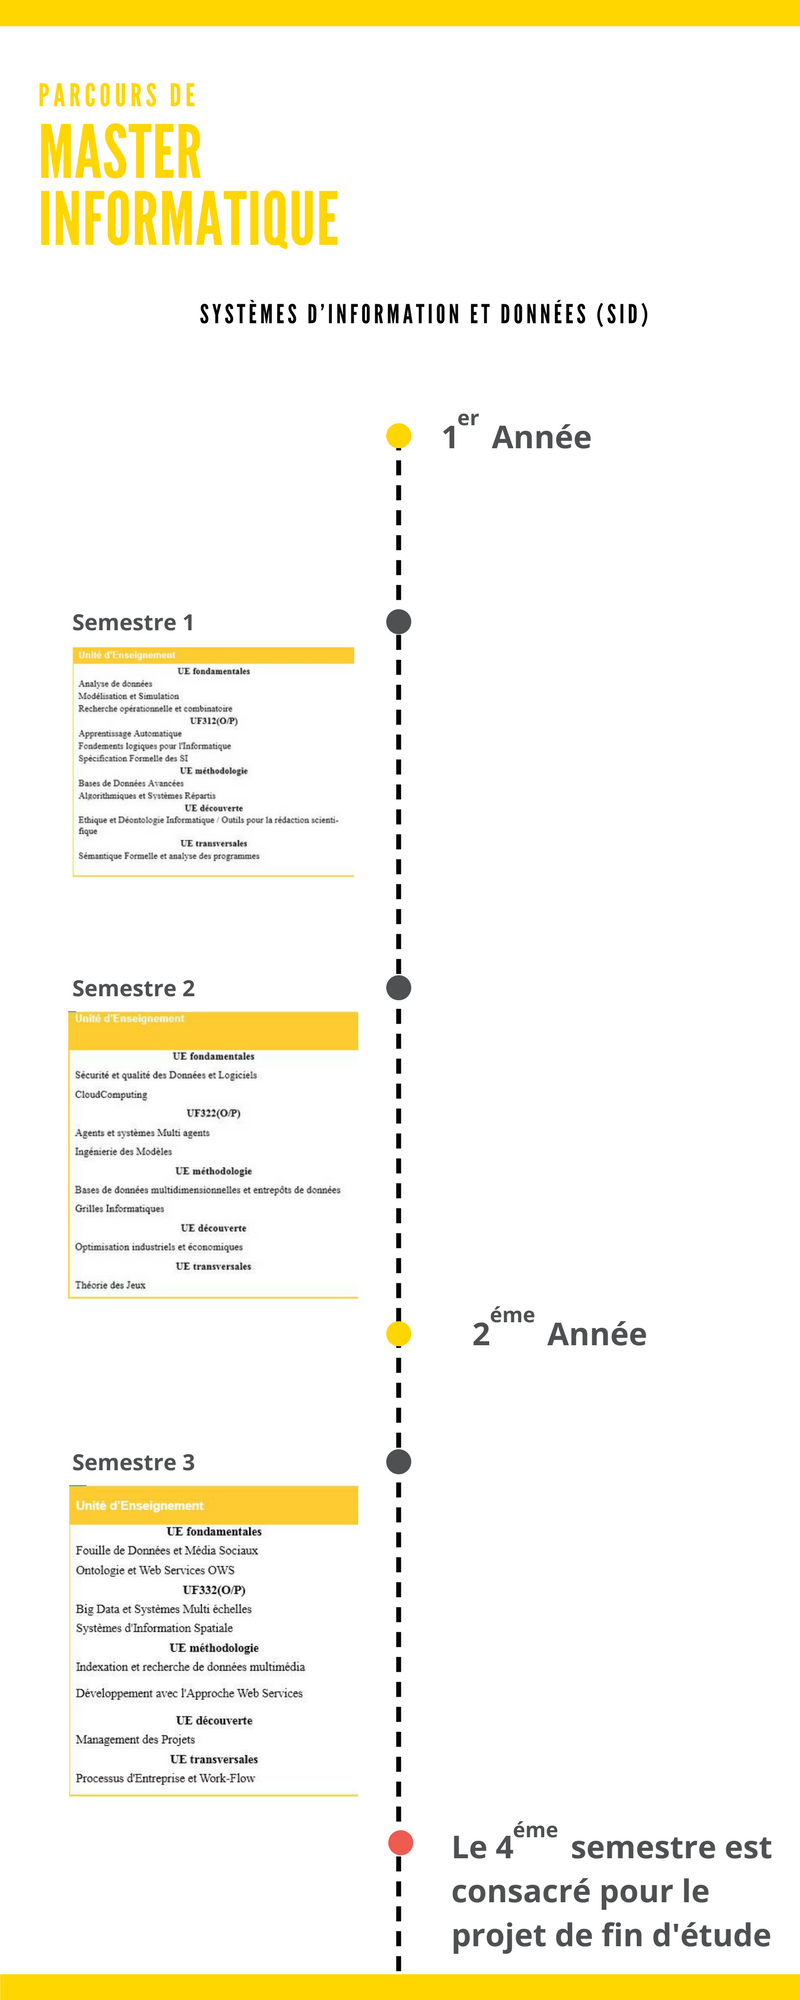 PARCOURS DE
MASTER
INFORMATIQUE
SYSTÈMES D'INFORMATION ET DONNÉES (SID)
1er Année
Semestre 1
Unité d'Enseignement
UE fondamentales
Analyse de données
Modélisation et Simulation
Recherche opérationnelle et combinatoire
UF312(O/P)
Apprentissage Automatique
Fondements logiques pour l'Informatique
Spécification Formelle des SI
UE méthodologie
Bases de Données Avancées
Algorithmiques et Systèmes Répartis
UE découverte
Ethique et Déontologie Informatique / Outils pour la rédaction scienti-
fique
UE transversales
Sémantique Formelle et analyse des programmes
Semestre 2
Unité d'Enseignement
UE fondamentales
Sécurité et qualité des Données et Logiciels
CloudComputing
UF322(O/P)
Agents et systèmes Multi agents
Ingénierie des Modèles
UE méthodologie
Bases de données multidimensionnelles et entrepôts de données
Grilles Informatiques
UE découverte
Optimisation industriels et économiques
UE transversales
Théorie des Jeux
2éme Année
Semestre 3
Unité d'Enseignement
UE fondamentales
Fouille de Données et Média Sociaux
Ontologie et Web Services OWS
UF332(O/P)
Big Data et Systèmes Multi échelles
Systèmes d'Information Spatiale
UE méthodologie
Indexation et recherche de données multimédia
Développement avec l'Approche Web Services
UE découverte
Management des Projets
UE transversales
Processus d'Entreprise et Work-Flow
Le 4éme semestre est
consacré pour le
projet de fin d'étude